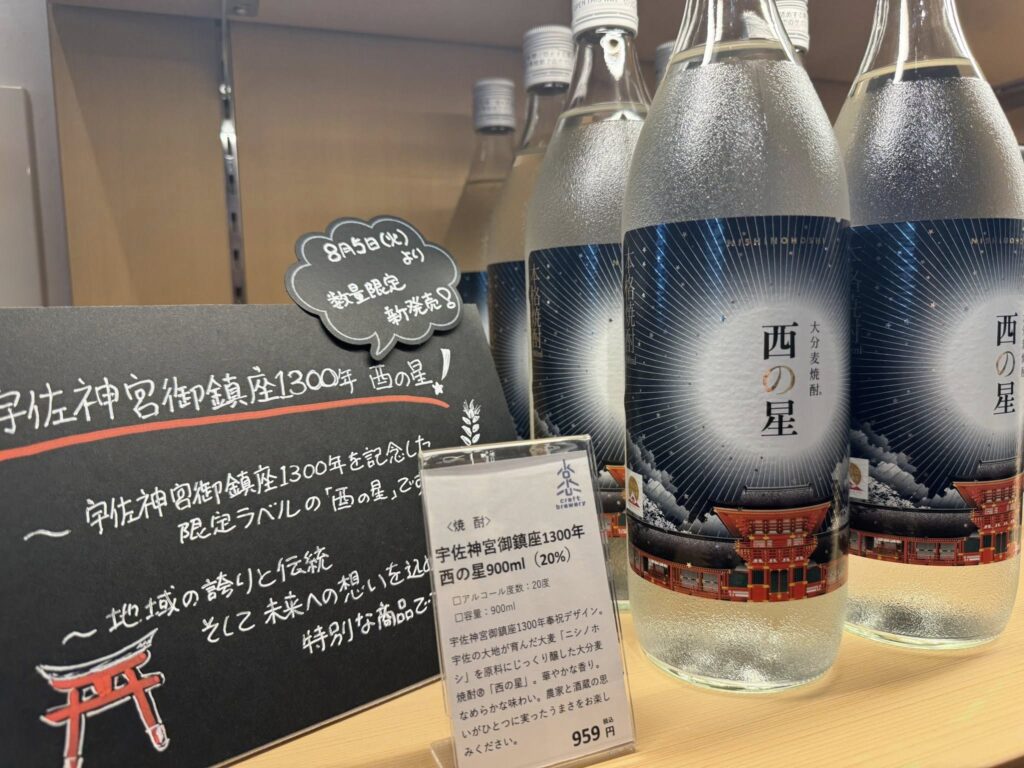 8月5日(火)
より
数量限定
新発売!
宇佐神宮御鎮座1300年 酉の星!
～ 宇佐神宮御鎮座1300年を記念した
限定ラベルの「酉の星」です
～ 地域の誇りと伝統
そして 未来への想いを込め
特別な商品で
craft
brewery
〈焼 酎〉
宇佐神宮御鎮座1300年
西の星900ml（20%）
□アルコール度数：20度
□容量：900ml
宇佐神宮御鎮座1300年奉祝デザイン。
宇佐の大地が育んだ大麦「ニシノホ
シ」を原料にじっくり醸した大分麦
焼酎®「西の星」。華やかな香り。
なめらかな味わい。農家と酒蔵の思
いがひとつに実ったうまさをお楽し
みください。
税込
959円
NISHINOHOSHI
本格焼酎
大分麦焼酎®
西の星
NISHINOHOS
西の星